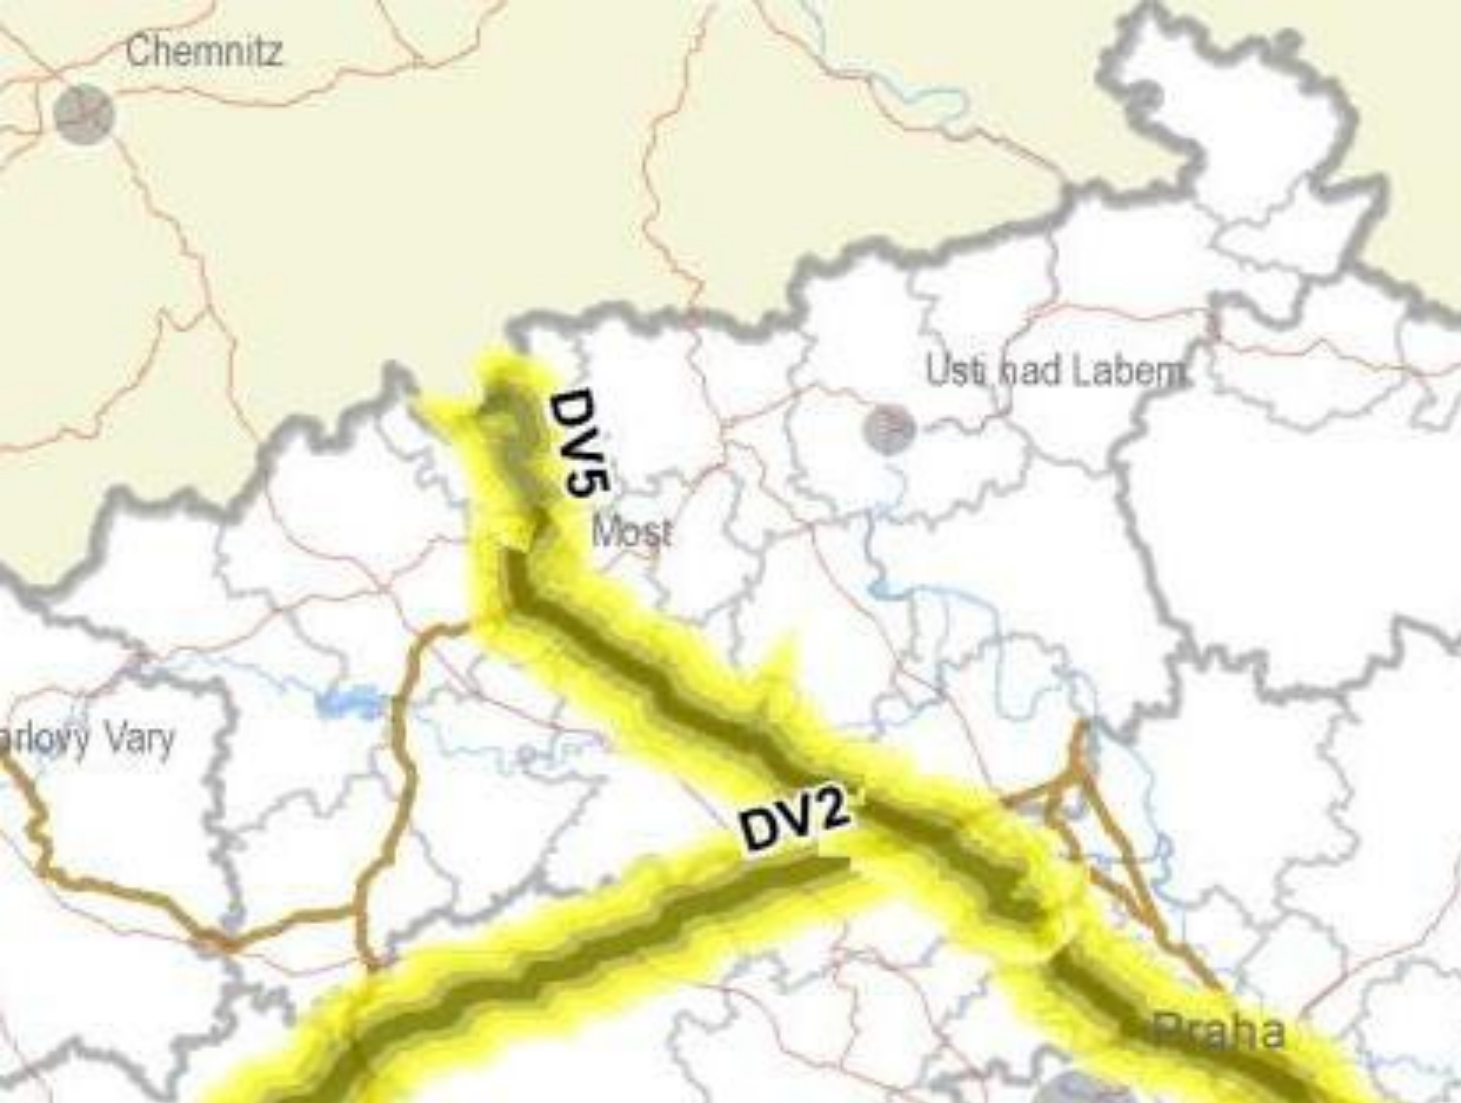 Chemnitz
Usti nad Labem
DV5
Most
arlovy Vary
DV2
Praha